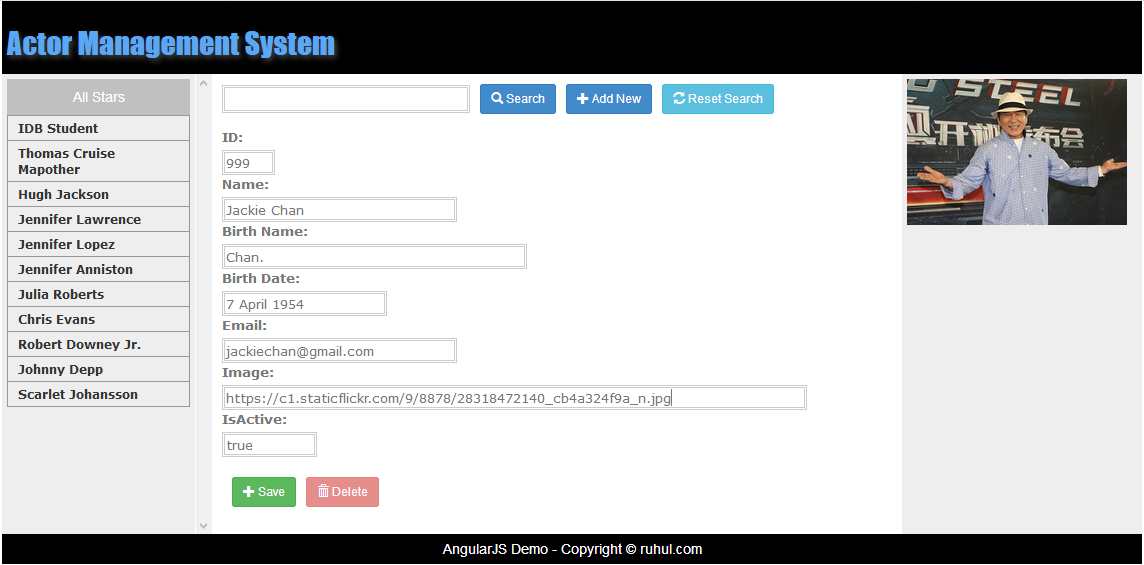 Actor Management System
All Stars
IDB Student
Thomas Cruise
Mapother
Hugh Jackson
Jennifer Lawrence
Jennifer Lopez
Jennifer Anniston
Julia Roberts
Chris Evans
Robert Downey Jr.
Johnny Depp
Scarlet Johansson
Search
Add New
Reset Search
ID:
999
Name:
Jackie Chan
Birth Name:
Chan.
Birth Date:
7 April 1954
Email:
jackiechan@gmail.com
Image:
https://c1.staticflickr.com/9/8878/28318472140_cb4a324f9a_n.jpg
IsActive:
true
Save
Delete
STEEL
AngularJS Demo - Copyright © ruhul.com